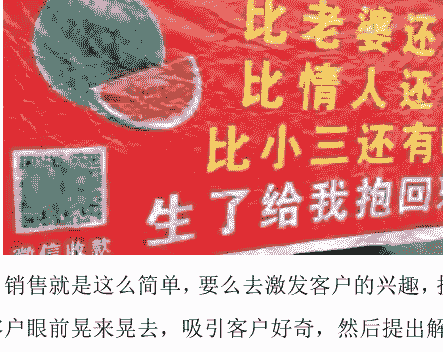 比老婆还
比情人还
比小三还有
生了给我抱回
微信收款
销售就是这么简单，要么去激发客户的兴趣，
户眼前晃来晃去，吸引客户好奇，然后提出解